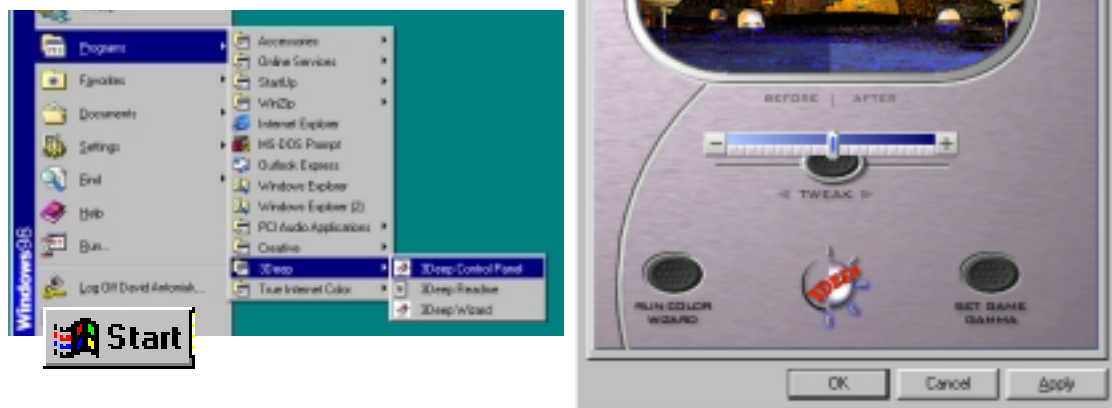 Programs
Favorites
Documents
Settings
Find
Help
Run...
Log Off David Antoniak...
Windows98
Start
Accessories
Online Services
StartUp
WinZip
Internet Explorer
MS-DOS Prompt
Outlook Express
Windows Explorer
Windows Explorer (2)
PCI Audio Applications
Creative
3Deep
True Internet Color
3Deep Control Panel
3Deep Readme
3Deep Wizard
BEFORE | AFTER
− +
TWEAK
RUN COLOR
WIZARD
3DEEP
SET GAME
GAMMA
OK Cancel Apply